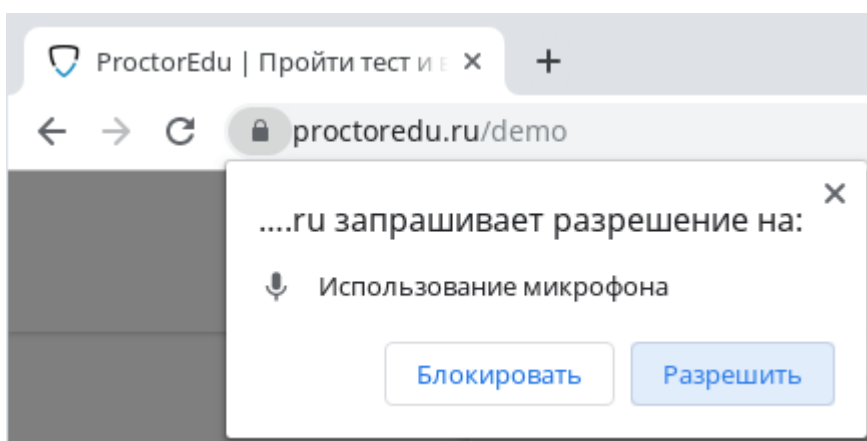 ProctorEdu | Пройти тест и в
proctoredu.ru/demo
....ru запрашивает разрешение на:
Использование микрофона
Блокировать Разрешить